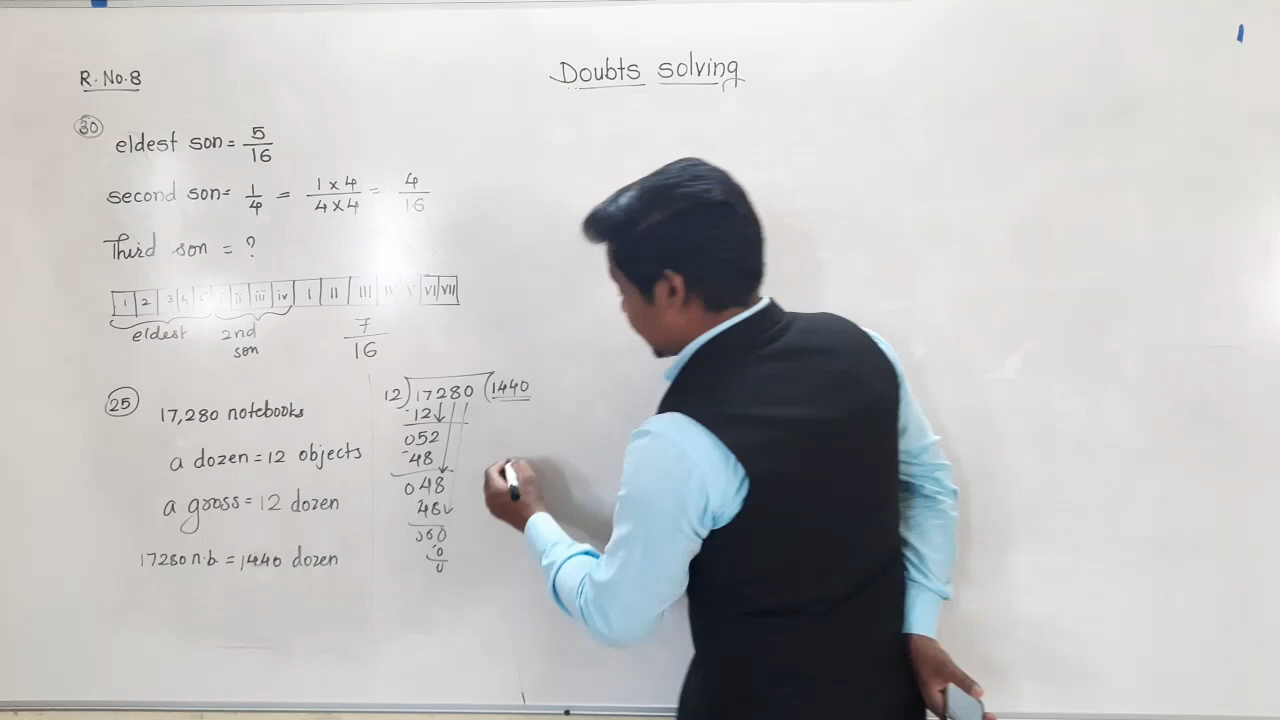 Doubts solving
R. No. 8
30
eldest son = 5/16
second son = 1/4 = 1 x 4 / 4 x 4 = 4/16
Third son = ?
1 2 3 4 5 i ii iii iv I II III IV V VI VII
eldest 2nd son
7/16
25
17,280 notebooks
a dozen = 12 objects
a gross = 12 dozen
17280 n.b. = 1440 dozen
12) 17280 (1440
12
052
48
048
48
000
0
0